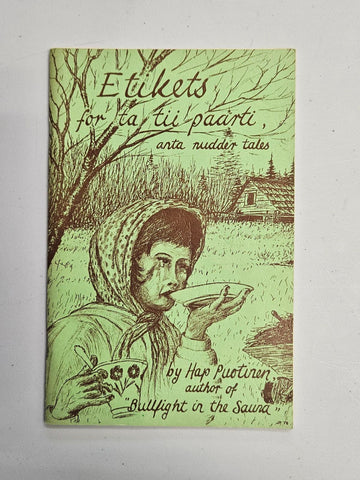 Etikets
for ta tii paarti,
anta nudder tales
by Hap Puotinen
author of
"Bullfight in the Sauna"